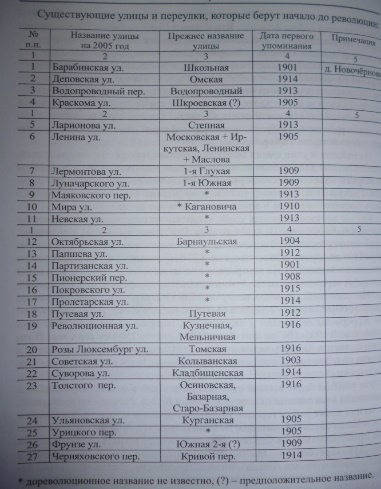 Существующие улицы и переулки, которые берут начало до революции:
№ п.п. Название улицы на 2005 год Прежнее название улицы Дата первого упоминания Примечания
1 2 3 4 5
1 Барабинская ул. Школьная 1901
2 Деповская ул. Омская 1914
3 Водопроводный пер. Водопроводный 1913
4 Краскома ул. Шкроевская (?) 1905
1 2 3 4 5
5 Ларионова ул. Степная 1913
6 Ленина ул. Московская + Ир-
кутская, Ленинская
+ Маслова 1905
7 Лермонтова ул. 1-я Глухая 1909
8 Луначарского ул. 1-я Южная 1909
9 Маяковского пер. * 1913
10 Мира ул. * Кагановича 1910
11 Невская ул. * 1913
1 2 3 4 5
12 Октябрьская ул. Барнаульская 1904
13 Папшева ул. * 1912
14 Партизанская ул. * 1901
15 Пионерский пер. * 1908
16 Покровского ул. * 1915
17 Пролетарская ул. * 1914
18 Путевая ул. Путевая 1912
19 Революционная ул. Кузнечная,
Мельничная 1916
20 Розы Люксембург ул. Томская 1916
21 Советская ул. Колыванская 1903
22 Суворова ул. Кладбищенская 1914
23 Толстого пер. Осиновская,
Базарная,
Старо-Базарная 1916
24 Ульяновская ул. Курганская 1905
25 Урицкого пер. * 1905
26 Фрунзе ул. Южная 2-я (?) 1909
27 Черняховского пер. Кривой пер. 1914
* дореволюционное название не известно, (?) – предположительное название.